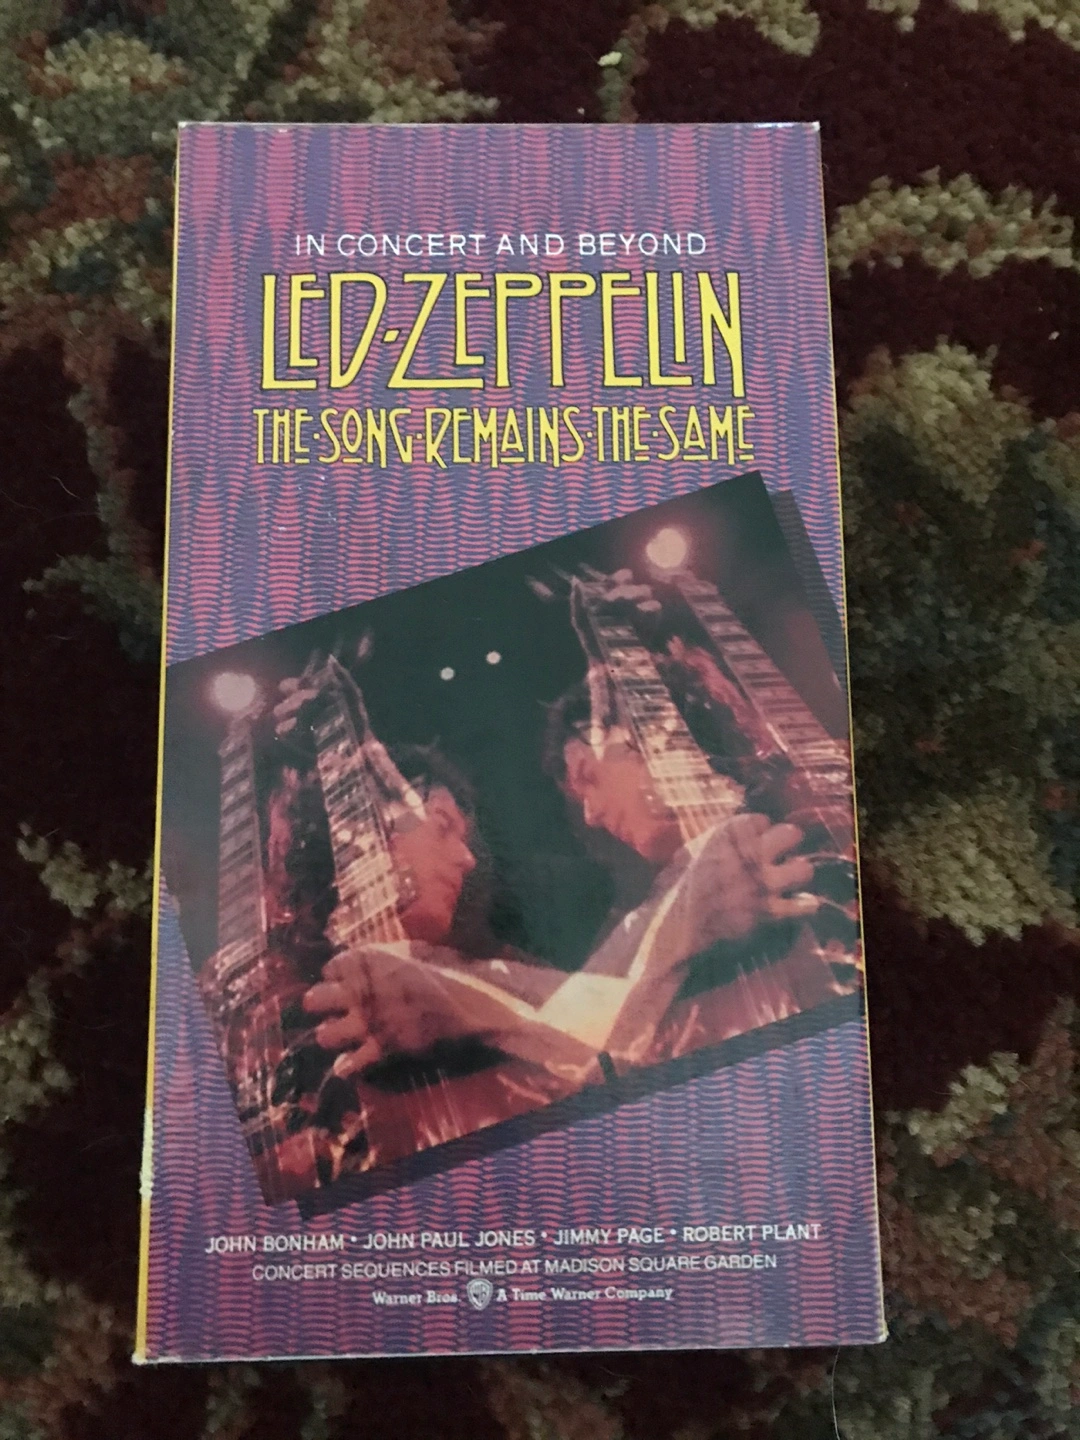 IN CONCERT AND BEYOND
LED-ZEPPELIN
THE·SONG·REMAINS·THE·SAME
JOHN BONHAM • JOHN PAUL JONES • JIMMY PAGE • ROBERT PLANT
CONCERT SEQUENCES FILMED AT MADISON SQUARE GARDEN
Warner Bros. WB A Time Warner Company